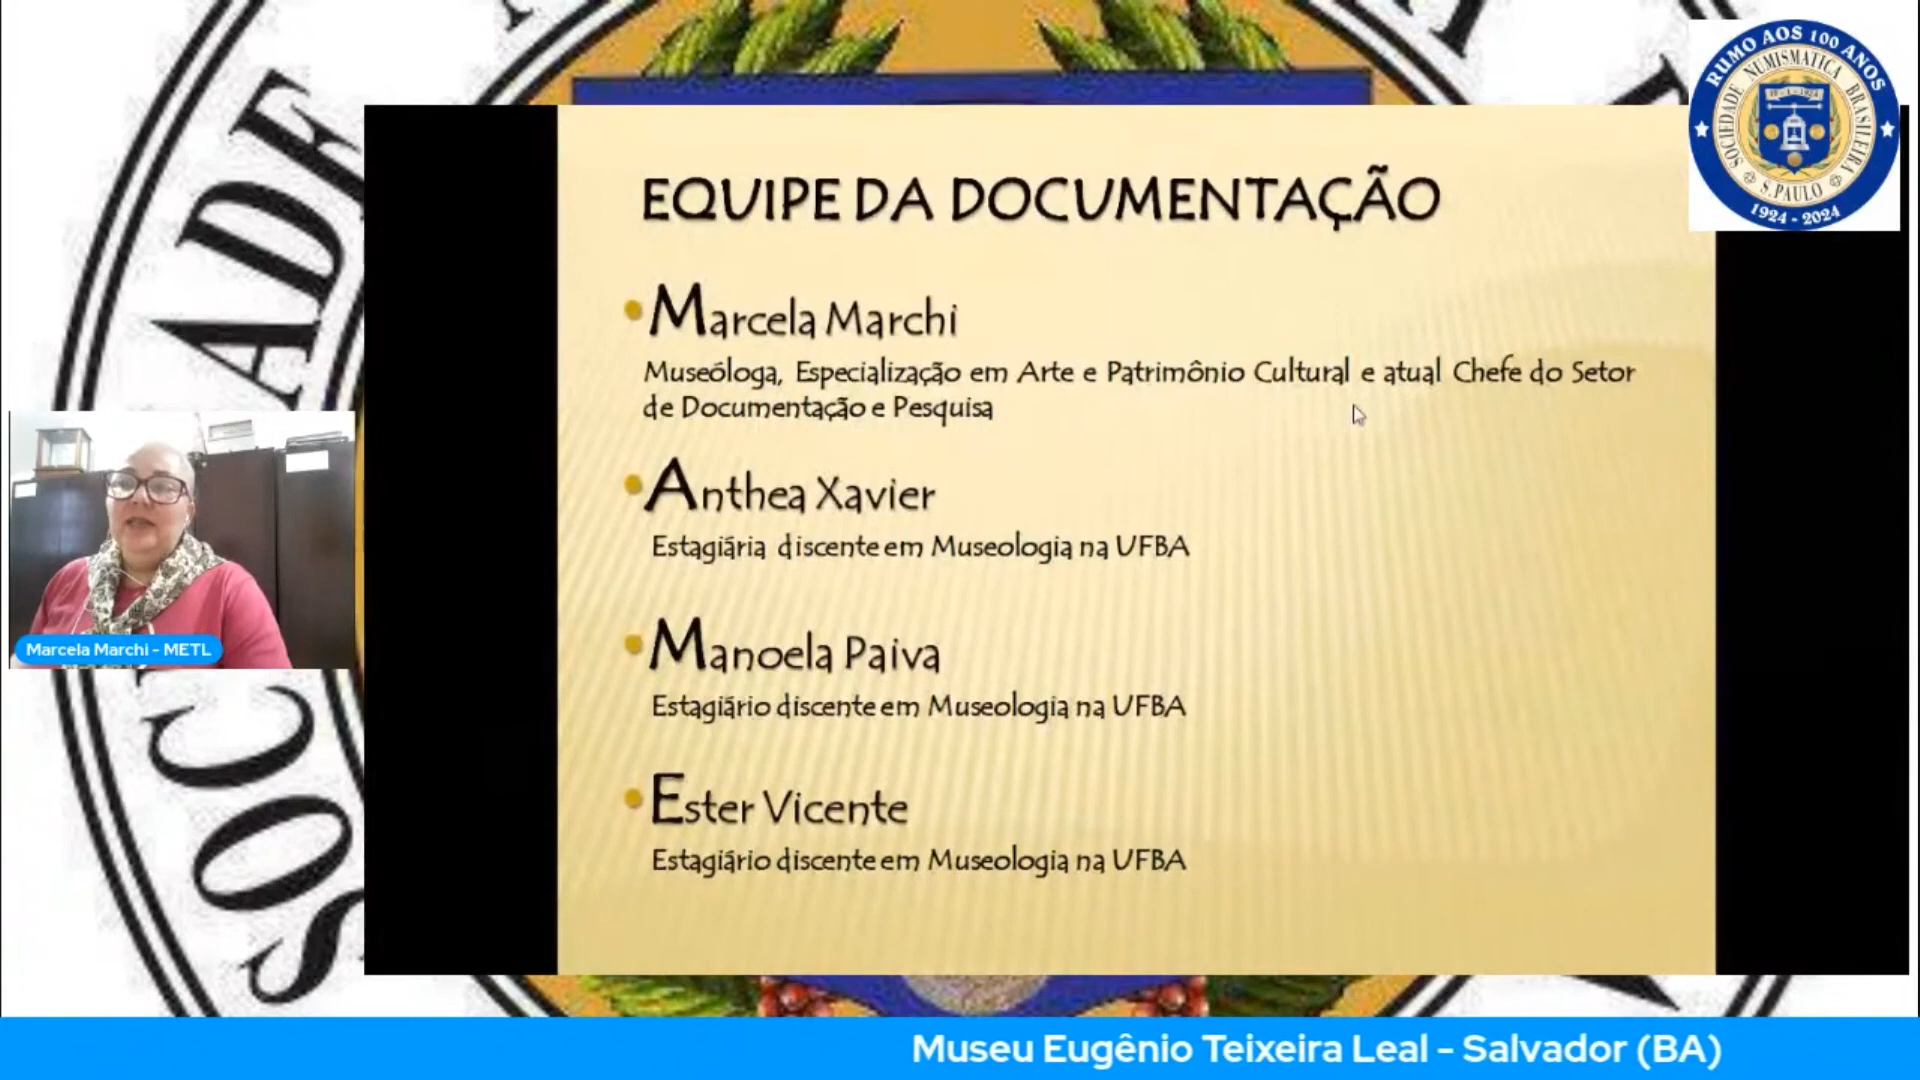 RUMO AOS 100 ANOS
SOCIEDADE NUMISMATICA BRASILEIRA
S. PAULO
1924 - 2024
EQUIPE DA DOCUMENTAÇÃO
Marcela Marchi
Museóloga, Especialização em Arte e Patrimônio Cultural e atual Chefe do Setor
de Documentação e Pesquisa
Anthea Xavier
Estagiária discente em Museologia na UFBA
Manoela Paiva
Estagiário discente em Museologia na UFBA
Ester Vicente
Estagiário discente em Museologia na UFBA
Marcela Marchi - METL
Museu Eugênio Teixeira Leal - Salvador (BA)